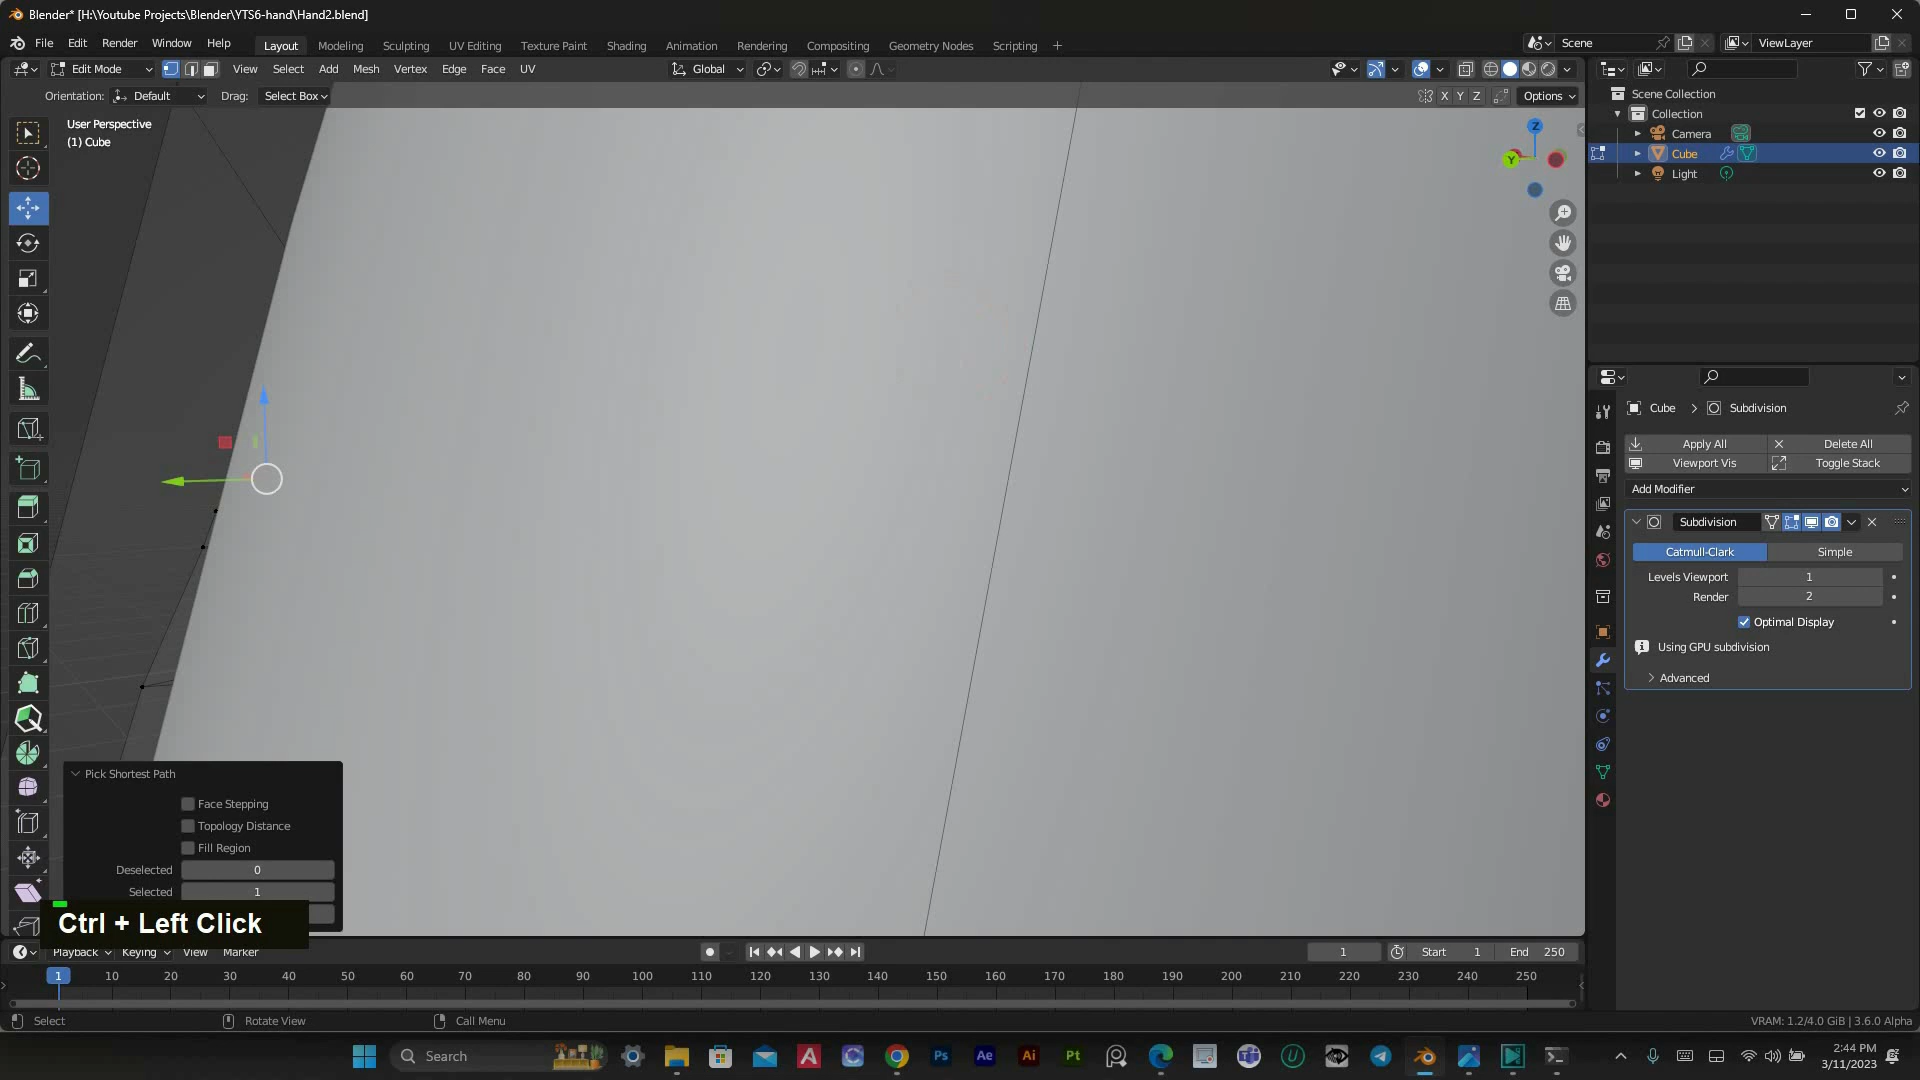 Blender* [H:\Youtube Projects\Blender\YTS6-hand\Hand2.blend]
File Edit Render Window Help
Layout Modeling Sculpting UV Editing Texture Paint Shading Animation Rendering Compositing Geometry Nodes Scripting +
Scene
ViewLayer
Edit Mode View Select Add Mesh Vertex Edge Face UV
Global
Orientation: Default Drag: Select Box
X Y Z Options
User Perspective
(1) Cube
Z
Y
Scene Collection
Collection
Camera
Cube
Light
Cube > Subdivision
Apply All Delete All
Viewport Vis Toggle Stack
Add Modifier
Subdivision
Catmull-Clark Simple
Levels Viewport 1
Render 2
Optimal Display
Using GPU subdivision
Advanced
Pick Shortest Path
Face Stepping
Topology Distance
Fill Region
Deselected 0
Selected 1
Ctrl + Left Click
Playback Keying View Marker
1 Start 1 End 250
1 10 20 30 40 50 60 70 80 90 100 110 120 130 140 150 160 170 180 190 200 210 220 230 240 250
Select Rotate View Call Menu
VRAM: 1.2/4.0 GiB | 3.6.0 Alpha
Search
Ps Ae Ai Pt
2:44 PM
3/11/2023